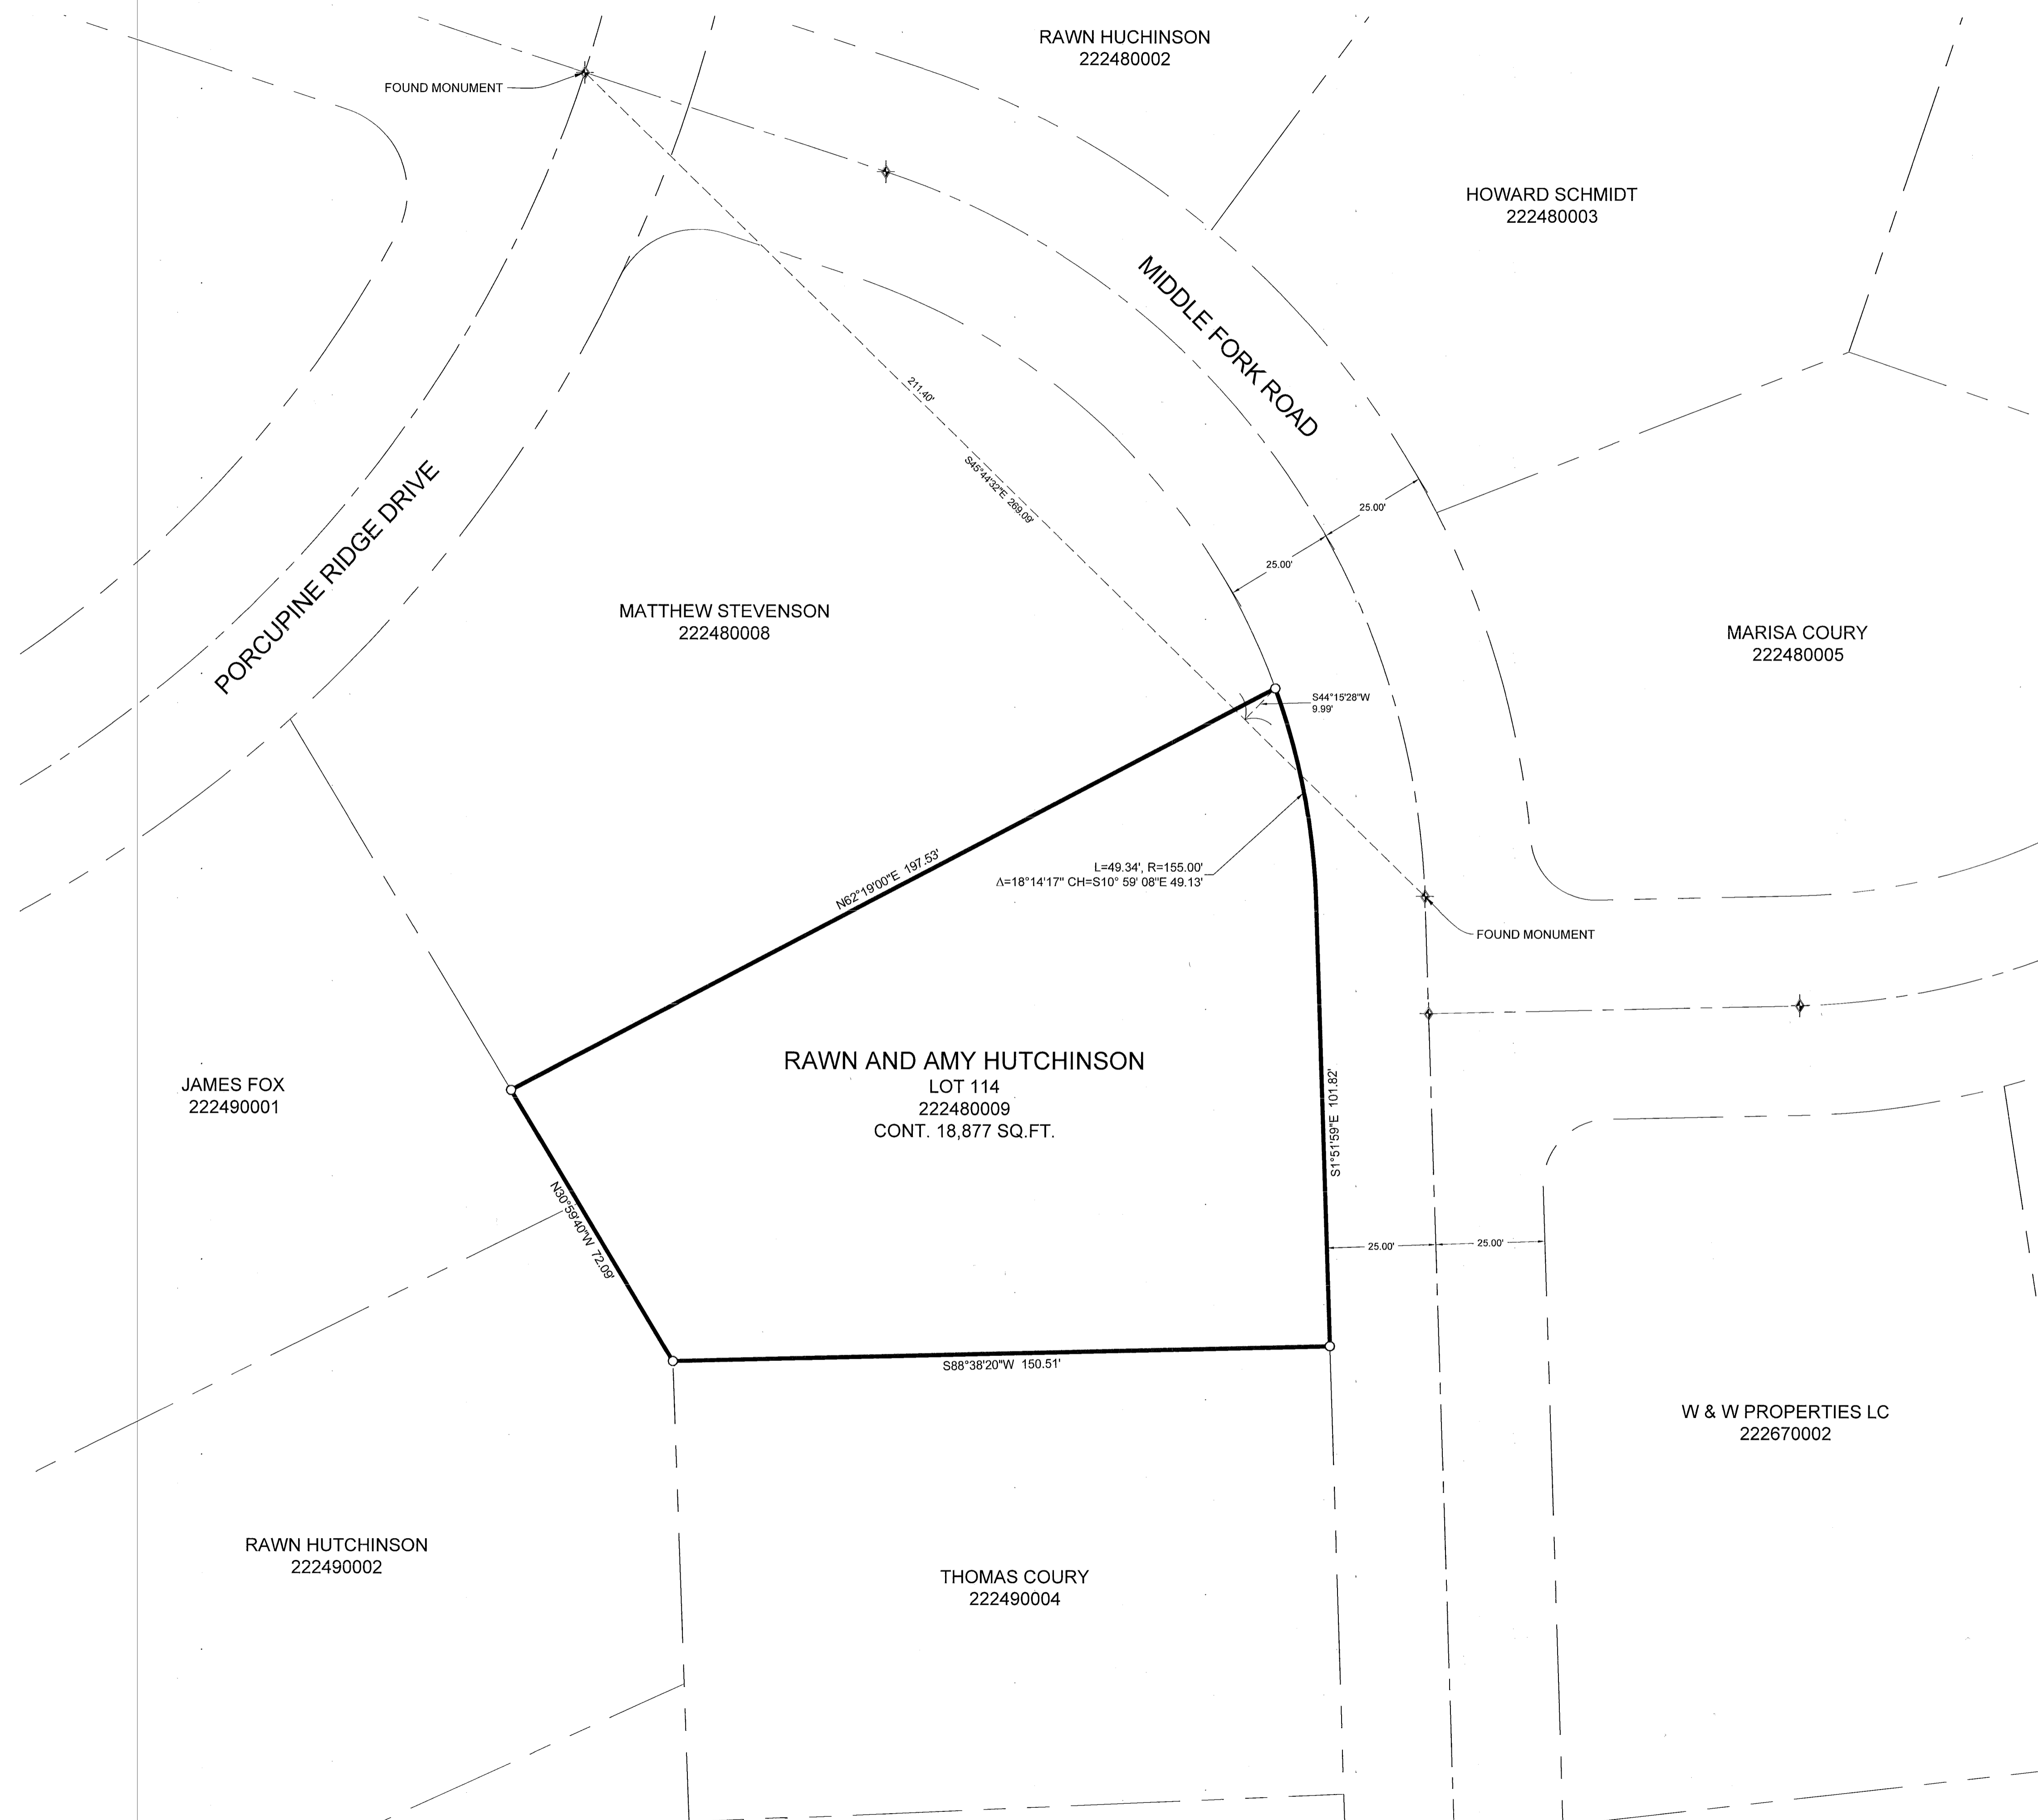 RAWN HUCHINSON
222480002
FOUND MONUMENT
HOWARD SCHMIDT
222480003
MIDDLE FORK ROAD
211.40'
S45°44'32"E 269.09'
25.00'
25.00'
PORCUPINE RIDGE DRIVE
MATTHEW STEVENSON
222480008
MARISA COURY
222480005
S44°15'28"W
9.99'
N62°19'00"E 197.53'
L=49.34', R=155.00'
Δ=18°14'17" CH=S10° 59' 08"E 49.13'
FOUND MONUMENT
RAWN AND AMY HUTCHINSON
LOT 114
222480009
CONT. 18,877 SQ.FT.
JAMES FOX
222490001
S1°51'59"E 101.82'
N30°59'40"W 72.09'
25.00'
25.00'
S88°38'20"W 150.51'
W & W PROPERTIES LC
222670002
RAWN HUTCHINSON
222490002
THOMAS COURY
222490004